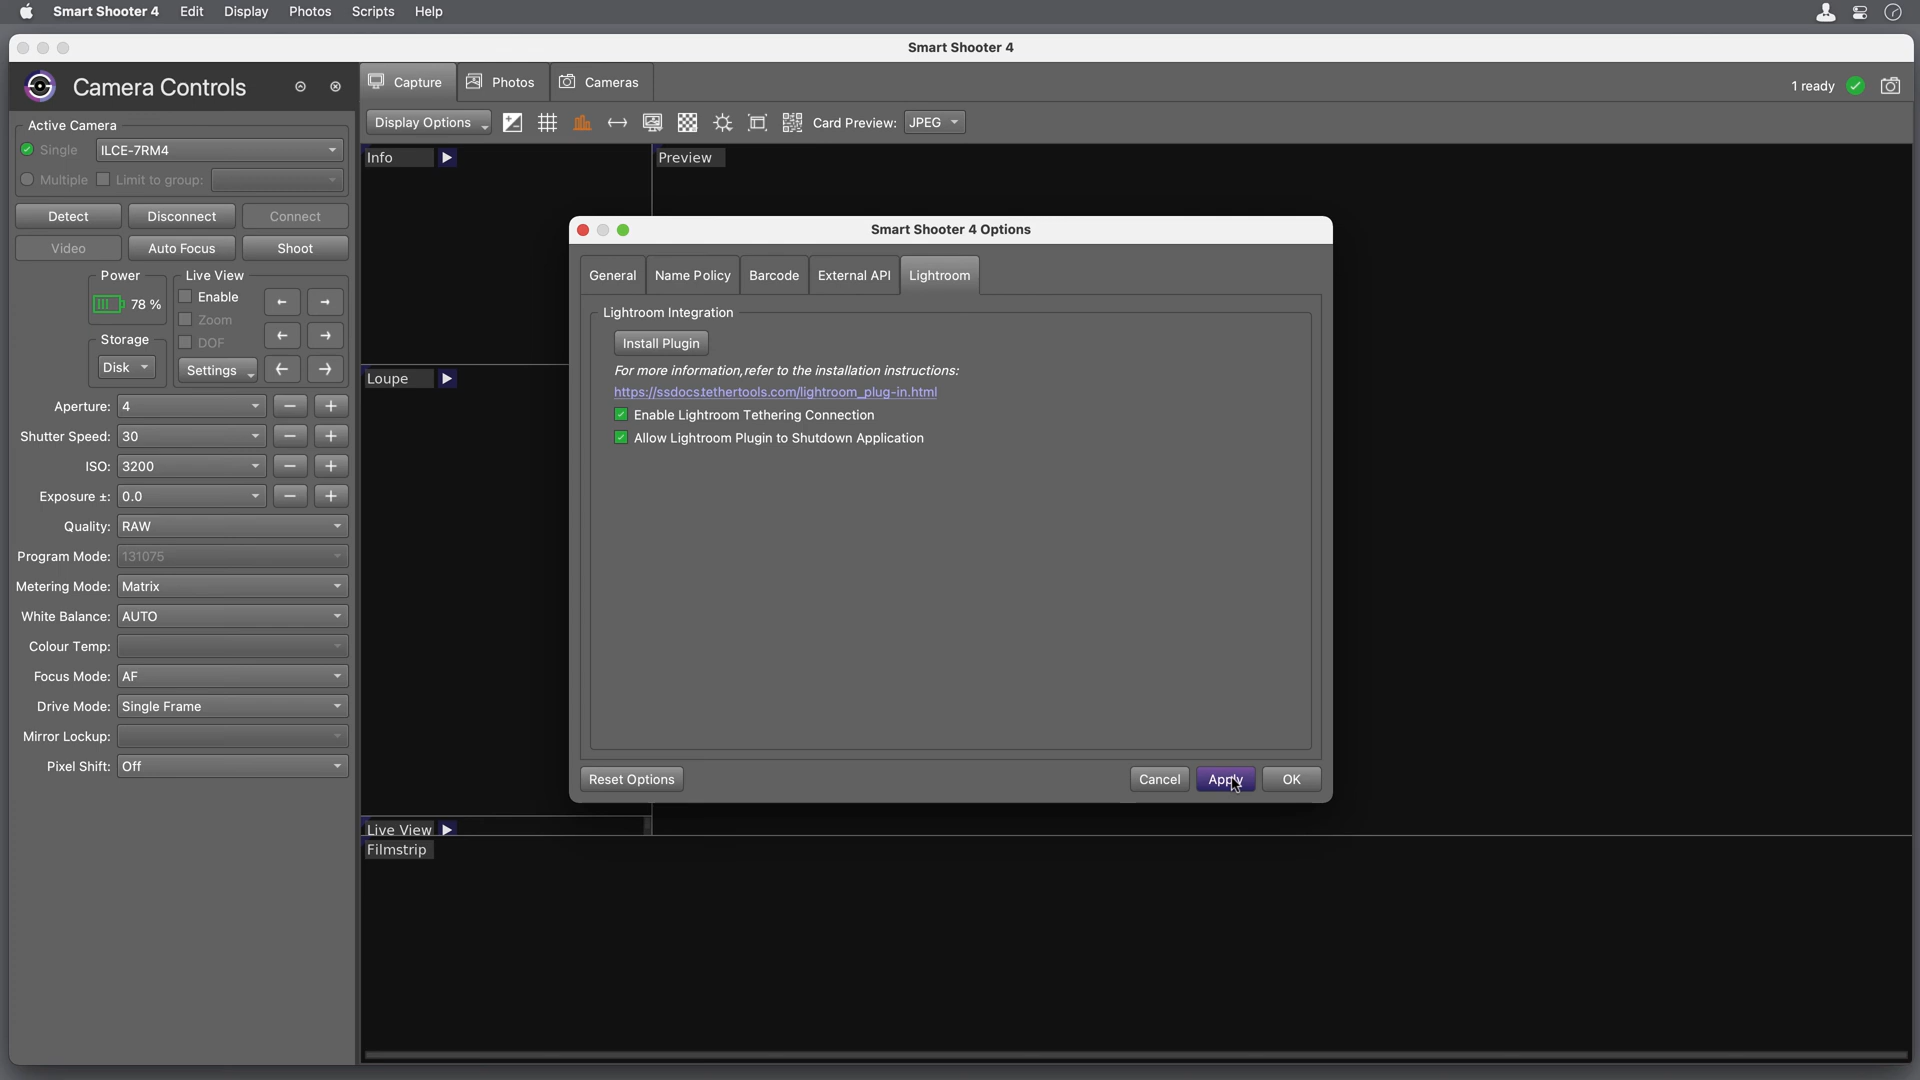 Smart Shooter 4 Edit Display Photos Scripts Help
Smart Shooter 4
Camera Controls
Capture Photos Cameras
1 ready
Display Options
Card Preview: JPEG
Active Camera
Single ILCE-7RM4
Multiple Limit to group:
Detect Disconnect Connect
Video Auto Focus Shoot
Power Live View
78 % Enable
Zoom
Storage DOF
Disk Settings
Aperture: 4
Shutter Speed: 30
ISO: 3200
Exposure ±: 0.0
Quality: RAW
Program Mode: 131075
Metering Mode: Matrix
White Balance: AUTO
Colour Temp:
Focus Mode: AF
Drive Mode: Single Frame
Mirror Lockup:
Pixel Shift: Off
Info
Preview
Loupe
Live View
Filmstrip
Smart Shooter 4 Options
General Name Policy Barcode External API Lightroom
Lightroom Integration
Install Plugin
For more information,refer to the installation instructions:
https://ssdocs.tethertools.com/lightroom_plug-in.html
Enable Lightroom Tethering Connection
Allow Lightroom Plugin to Shutdown Application
Reset Options Cancel Apply OK